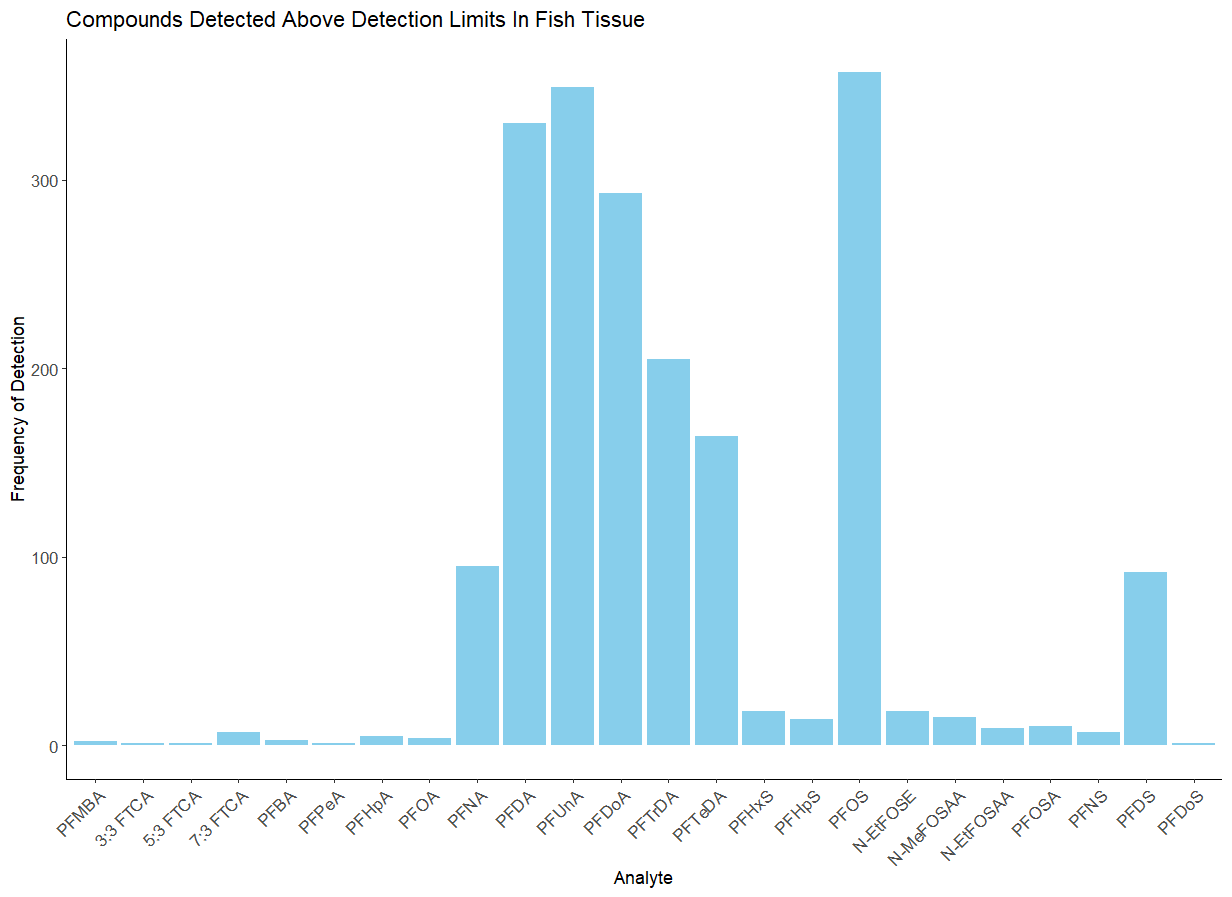 Compounds Detected Above Detection Limits In Fish Tissue
Frequency of Detection
300
200
100
0
PFMBA
3:3 FTCA
5:3 FTCA
7:3 FTCA
PFBA
PFPeA
PFHpA
PFOA
PFNA
PFDA
PFUnA
PFDoA
PFTrDA
PFTeDA
PFHxS
PFHpS
PFOS
N-EtFOSE
N-MeFOSAA
N-EtFOSAA
PFOSA
PFNS
PFDS
PFDoS
Analyte